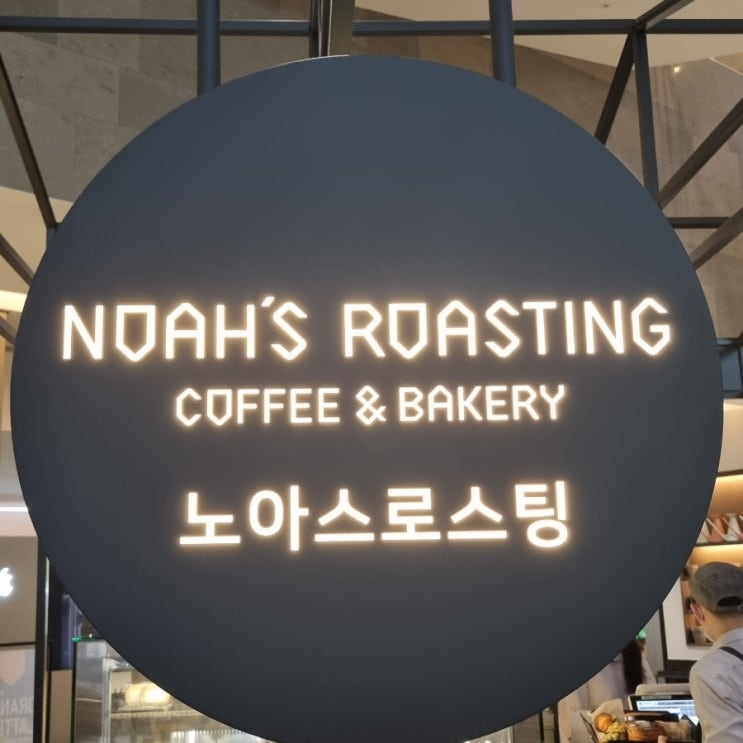 NOAH'S ROASTING
COFFEE & BAKERY
노아스로스팅